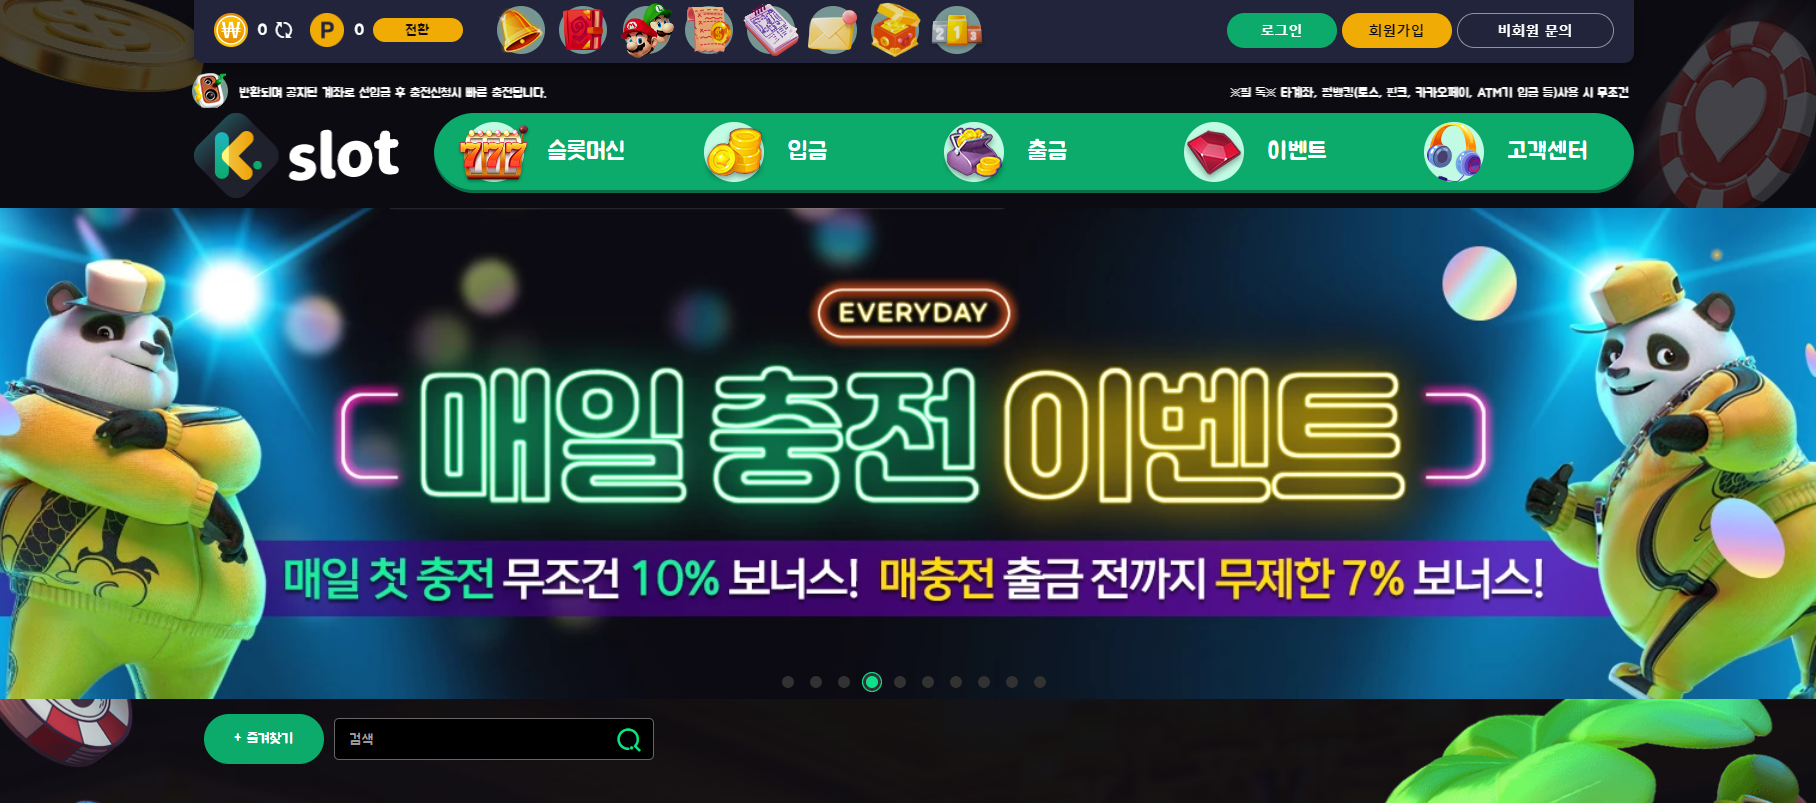 ₩ 0 P 0 전환 로그인 회원가입 비회원 문의
2 1 3
반환되며 공지된 계좌로 선입금 후 충전신청시 빠른 충전됩니다. ※필 독※ 타계좌, 펌뱅킹(토스, 핀크, 카카오페이, ATM기 입금 등)사용 시 무조건
K slot 777 슬롯머신 입금 출금 이벤트 고객센터
EVERYDAY
매일 충전 이벤트
매일 첫 충전 무조건 10% 보너스! 매충전 출금 전까지 무제한 7% 보너스!
+ 즐겨찾기 검색